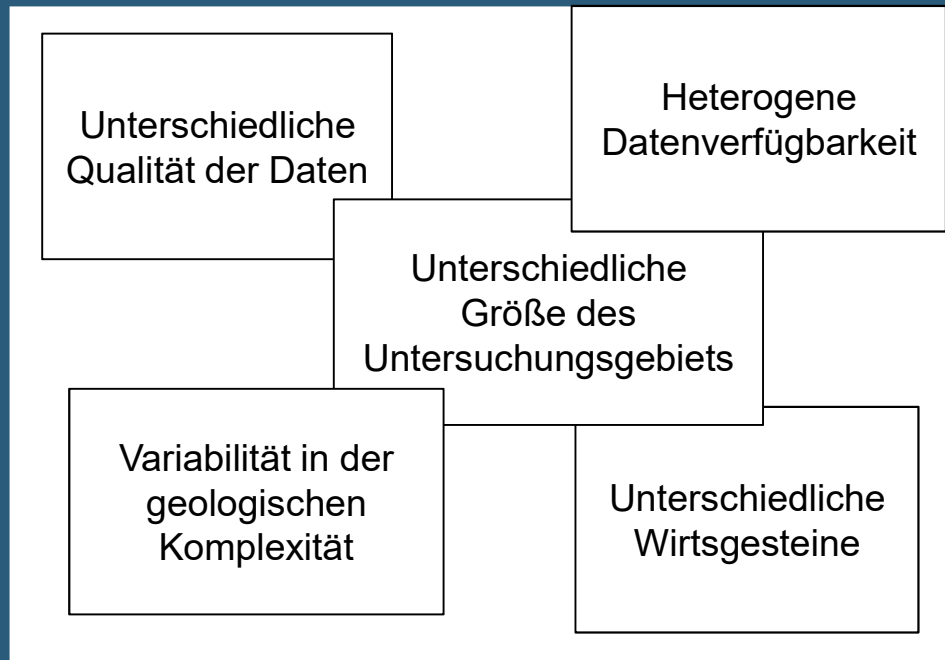 Unterschiedliche
Qualität der Daten
Heterogene
Datenverfügbarkeit
Unterschiedliche
Größe des
Untersuchungsgebiets
Variabilität in der
geologischen
Komplexität
Unterschiedliche
Wirtsgesteine